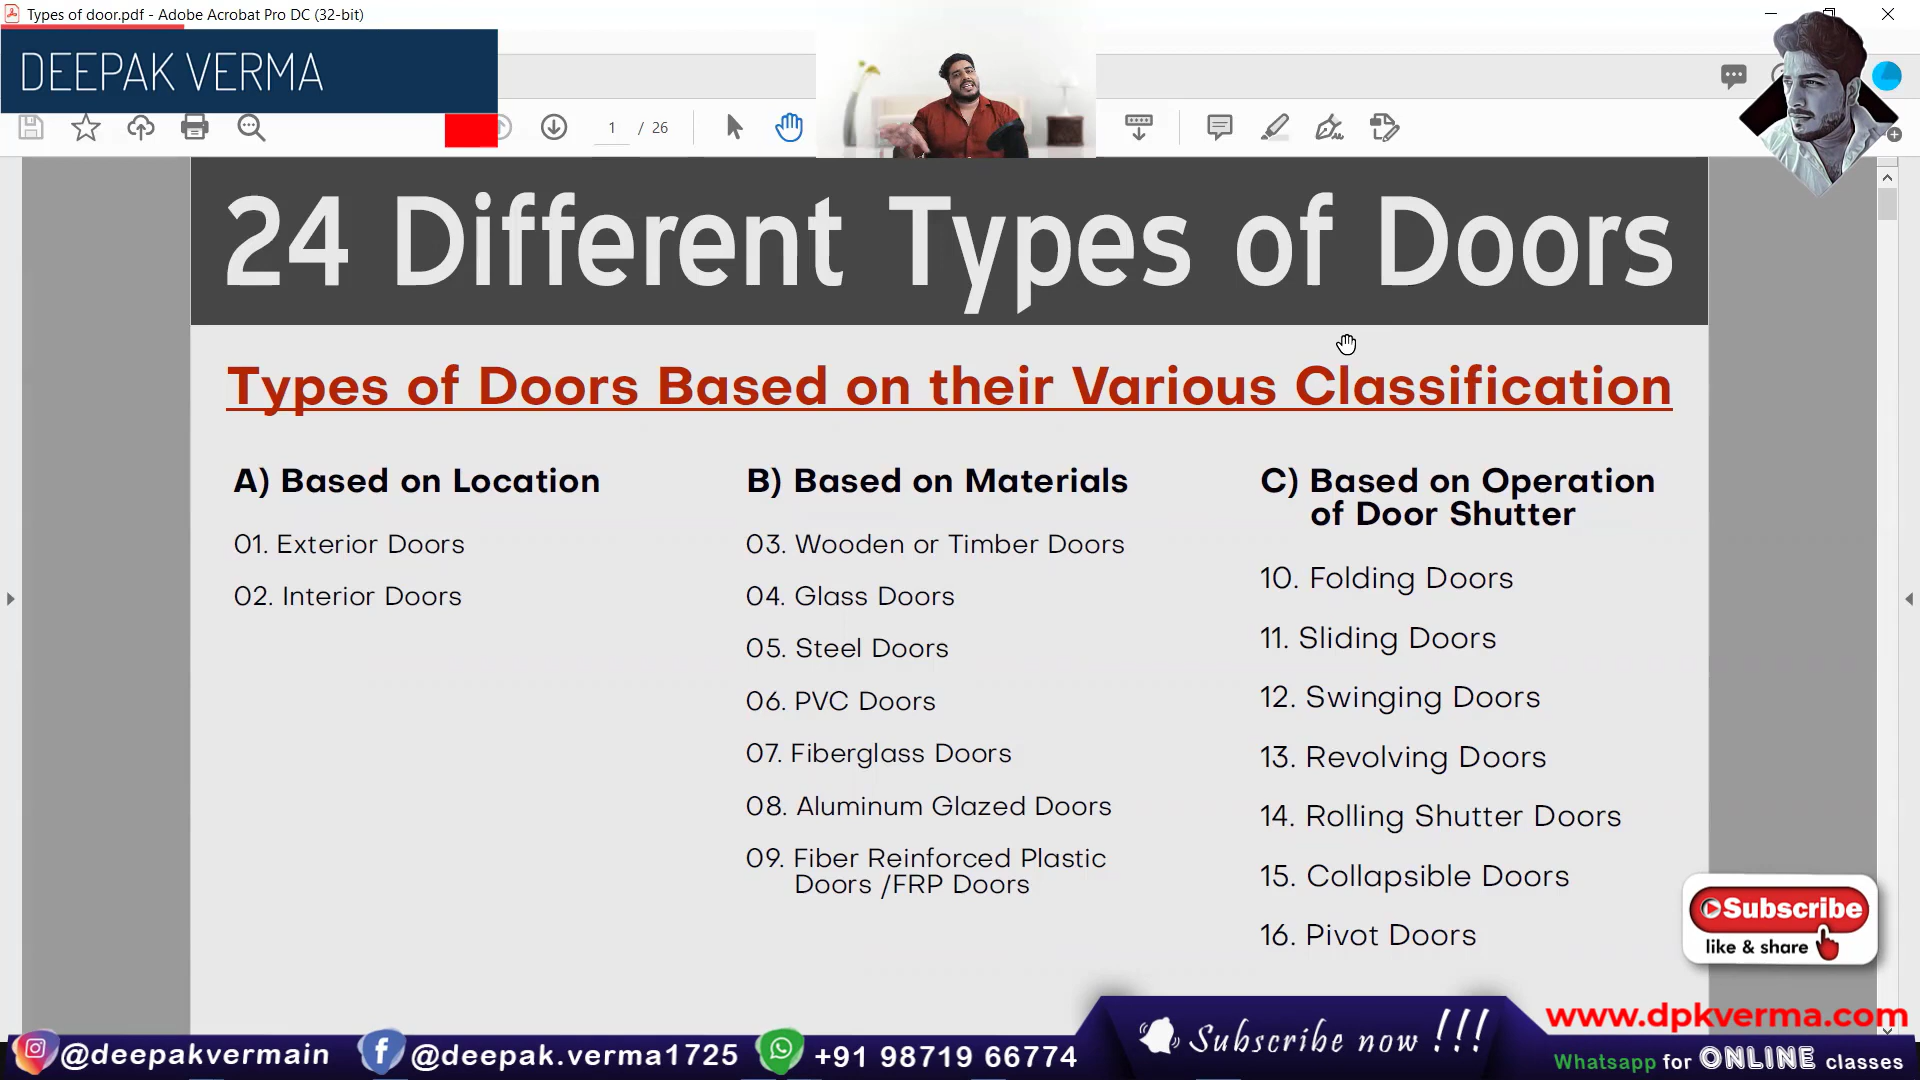 Types of door.pdf - Adobe Acrobat Pro DC (32-bit)
DEEPAK VERMA
1 / 26
24 Different Types of Doors
Types of Doors Based on their Various Classification
A) Based on Location
01. Exterior Doors
02. Interior Doors
B) Based on Materials
03. Wooden or Timber Doors
04. Glass Doors
05. Steel Doors
06. PVC Doors
07. Fiberglass Doors
08. Aluminum Glazed Doors
09. Fiber Reinforced Plastic
Doors /FRP Doors
C) Based on Operation
of Door Shutter
10. Folding Doors
11. Sliding Doors
12. Swinging Doors
13. Revolving Doors
14. Rolling Shutter Doors
15. Collapsible Doors
16. Pivot Doors
Subscribe
like & share
@deepakvermain
@deepak.verma1725
+91 98719 66774
Subscribe now !!!
www.dpkverma.com
Whatsapp for ONLINE classes